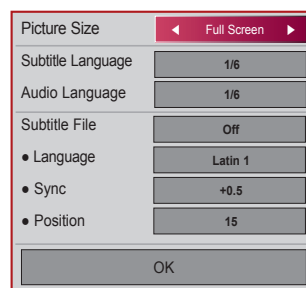 Picture Size ◀ Full Screen ▶
Subtitle Language 1/6
Audio Language 1/6
Subtitle File Off
● Language Latin 1
● Sync +0.5
● Position 15
OK